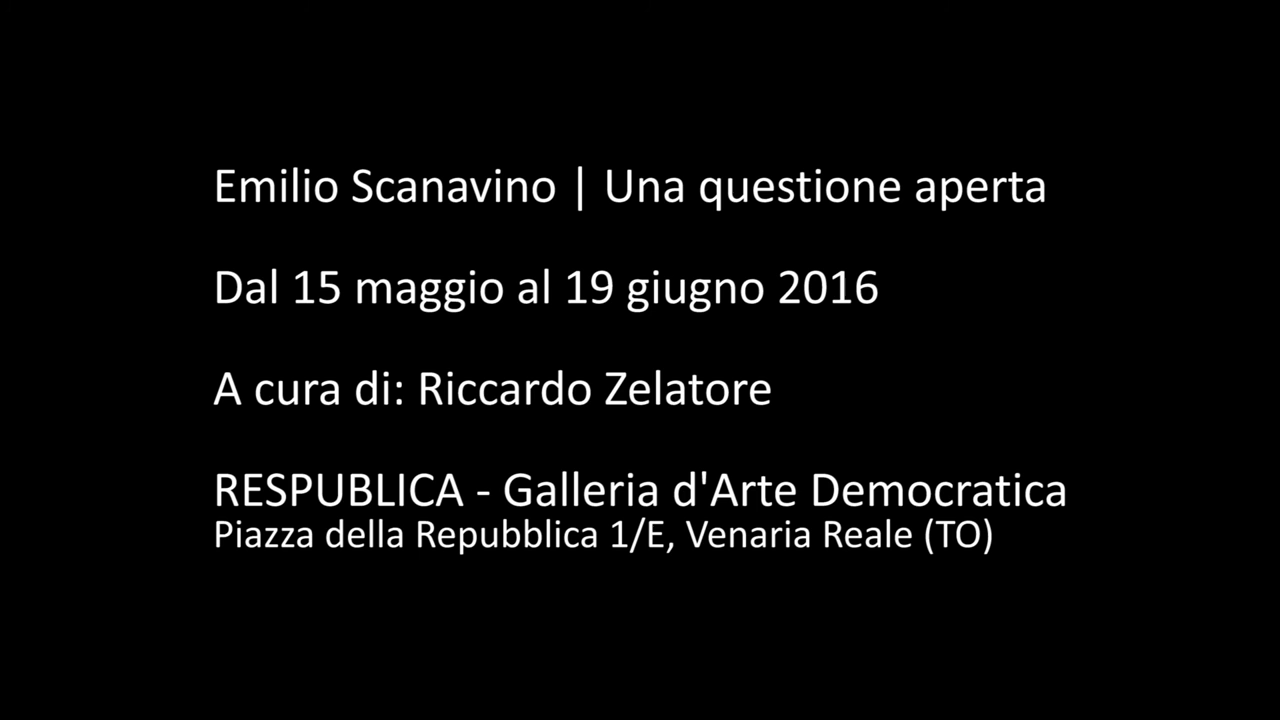 Emilio Scanavino | Una questione aperta
Dal 15 maggio al 19 giugno 2016
A cura di: Riccardo Zelatore
RESPUBLICA - Galleria d'Arte Democratica
Piazza della Repubblica 1/E, Venaria Reale (TO)